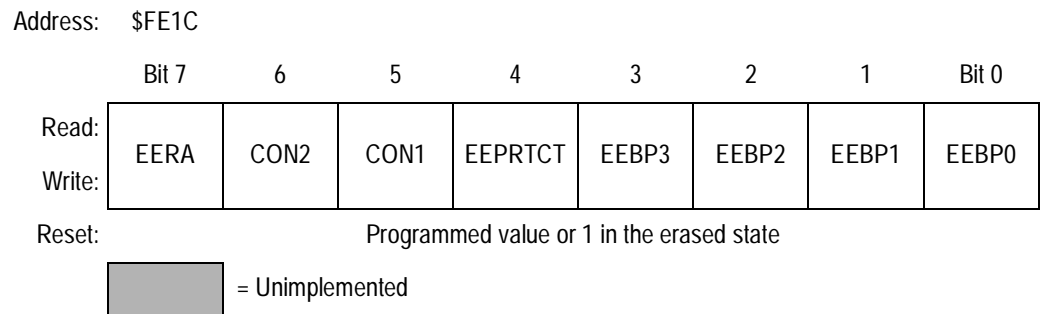 Address: $FE1C
Bit 7 6 5 4 3 2 1 Bit 0
Read:
EERA CON2 CON1 EEPRTCT EEBP3 EEBP2 EEBP1 EEBP0
Write:
Reset: Programmed value or 1 in the erased state
= Unimplemented